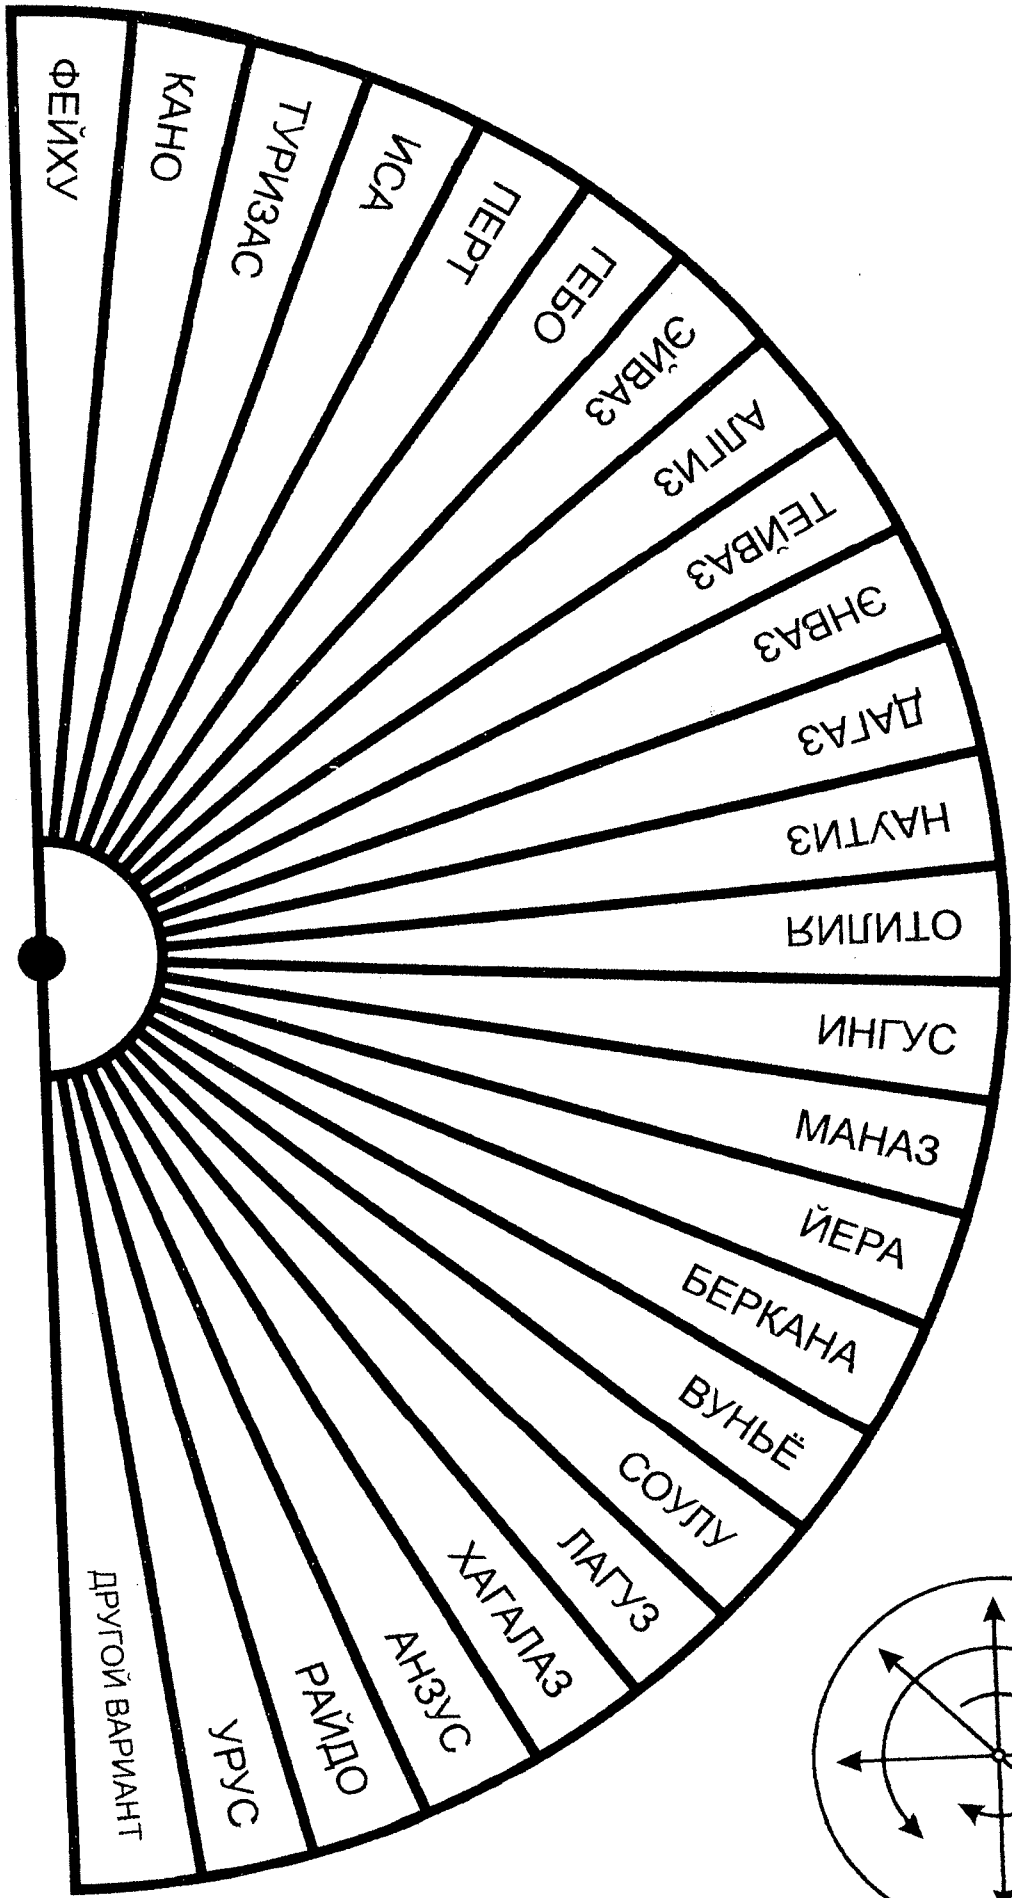 ФЕЙХУ
КАНО
ТУРИЗАС
ИСА
ПЕРТ
ГЕБО
ЭЙВАЗ
АЛГИЗ
ТЕЙВАЗ
ЭНВАЗ
ДАГАЗ
НАУТИЗ
ОТИЦИЯ
ИНГУС
МАНАЗ
ЙЕРА
БЕРКАНА
ВУНЬЁ
СОУЛУ
ЛАГУЗ
ХАГАЛАЗ
АНЗУС
РАЙДО
УРУС
ДРУГОЙ ВАРИАНТ